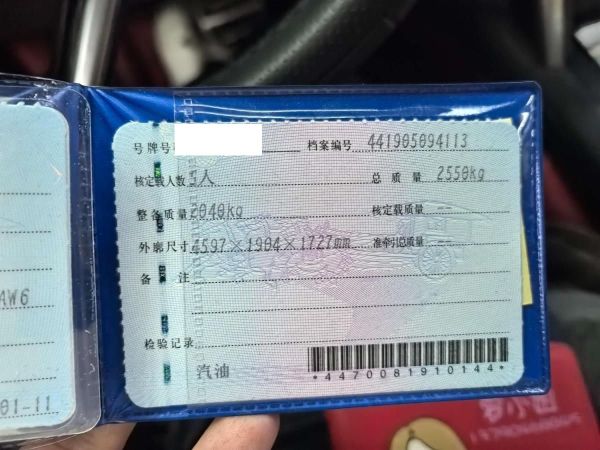 号牌号
档案编号 441905094113
核定载人数 5人
总 质 量 2550kg
整备质量 2040kg
核定载质量 --
外廓尺寸 4597×1904×1727mm
准牵引总质量 --
备 注
检验记录
汽油
*4470081910144*
AW6
01-11